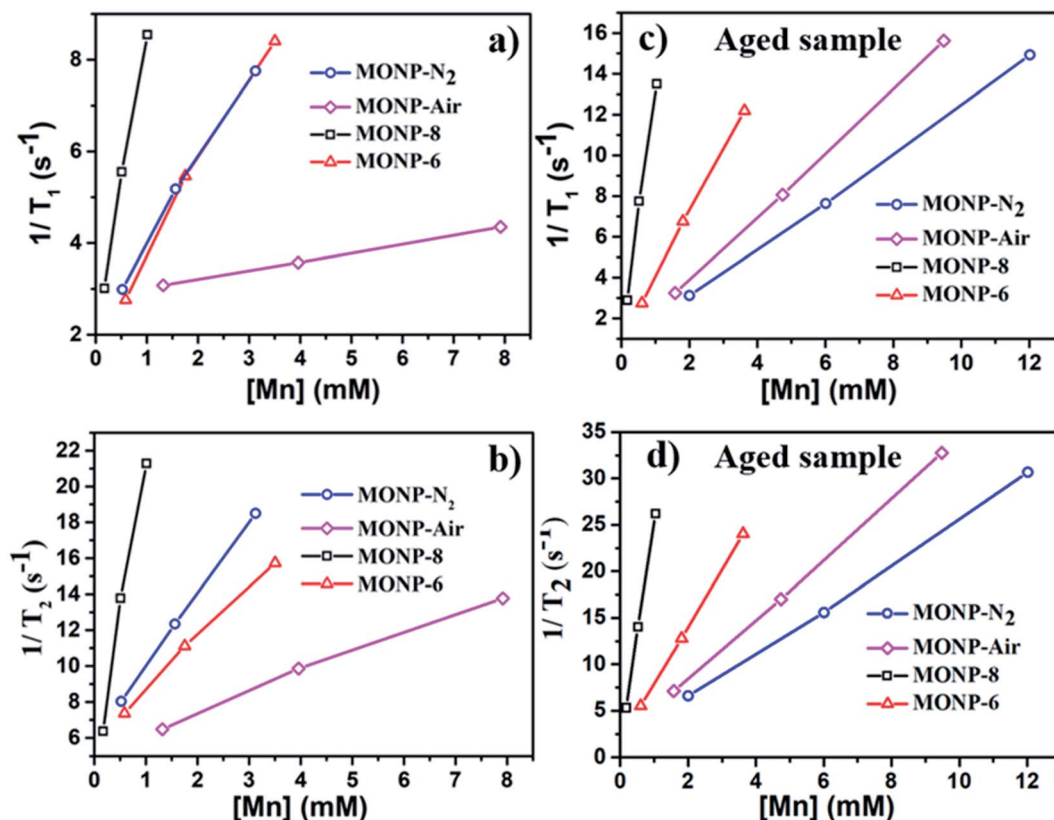 a)
8
6
4
2
1/ T₁ (s⁻¹)
MONP-N₂
MONP-Air
MONP-8
MONP-6
0 1 2 3 4 5 6 7 8
[Mn] (mM)
c) Aged sample
16
14
12
10
8
6
4
2
1/ T₁ (s⁻¹)
MONP-N₂
MONP-Air
MONP-8
MONP-6
0 2 4 6 8 10 12
[Mn] (mM)
b)
22
20
18
16
14
12
10
8
6
1/ T₂ (s⁻¹)
MONP-N₂
MONP-Air
MONP-8
MONP-6
0 1 2 3 4 5 6 7 8
[Mn] (mM)
d) Aged sample
35
30
25
20
15
10
5
0
1/ T₂ (s⁻¹)
MONP-N₂
MONP-Air
MONP-8
MONP-6
0 2 4 6 8 10 12
[Mn] (mM)